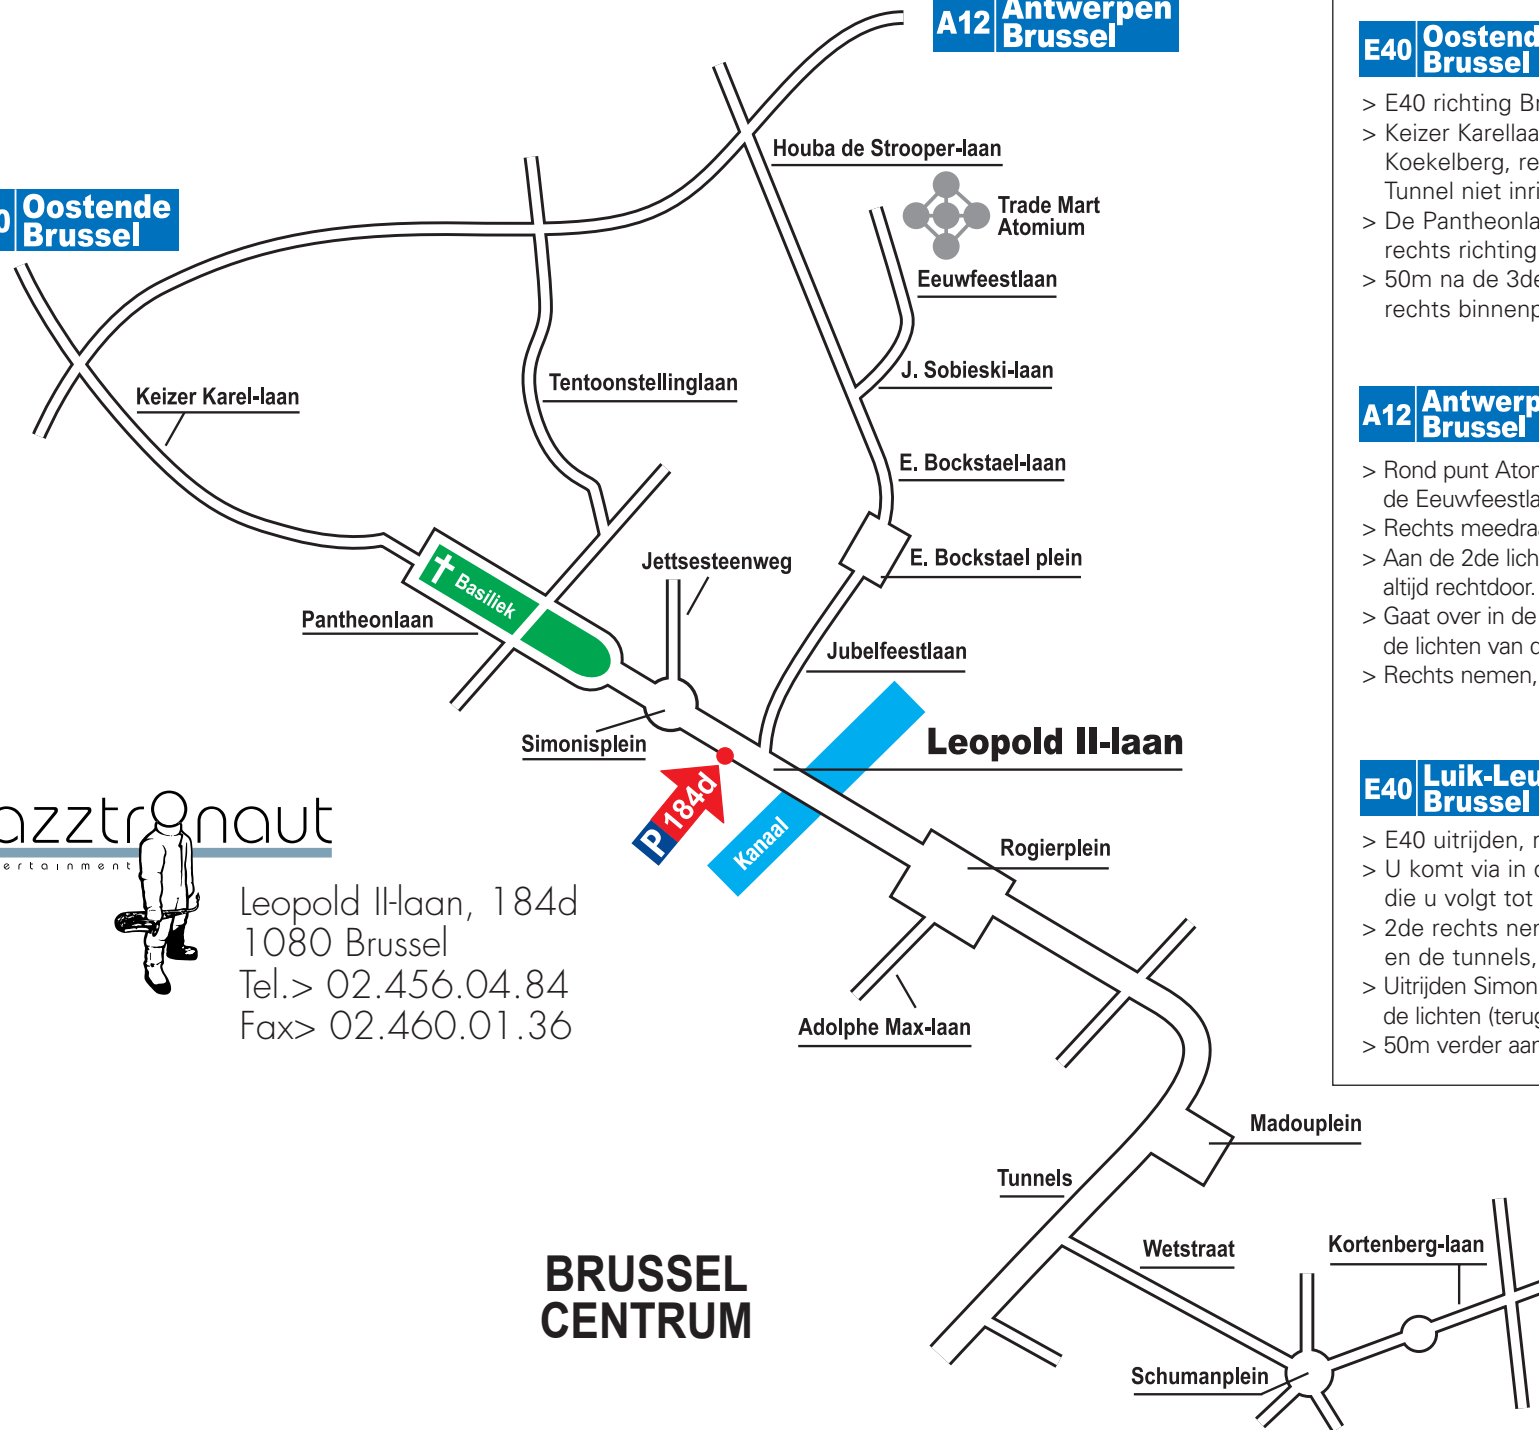 A12 Antwerpen
Brussel
Houba de Strooper-laan
Trade Mart
Atomium
Oostende
Brussel
Eeuwfeestlaan
J. Sobieski-laan
Tentoonstellinglaan
Keizer Karel-laan
E. Bockstael-laan
Jettsesteenweg
E. Bockstael plein
Basiliek
Pantheonlaan
Jubelfeestlaan
Simonisplein
Leopold II-laan
P 184d
Kanaal
Rogierplein
Adolphe Max-laan
Madouplein
Tunnels
Wetstraat
Kortenberg-laan
Schumanplein
BRUSSEL
CENTRUM
azztronaut
ertainment
Leopold II-laan, 184d
1080 Brussel
Tel.> 02.456.04.84
Fax> 02.460.01.36
E40 Oostend
Brussel
> E40 richting Br
> Keizer Karellaa
Koekelberg, re
Tunnel niet inri
> De Pantheonla
rechts richting
> 50m na de 3de
rechts binnenp
A12 Antwerp
Brussel
> Rond punt Ator
de Eeuwfeestla
> Rechts meedraa
> Aan de 2de lich
altijd rechtdoor.
> Gaat over in de
de lichten van d
> Rechts nemen,
E40 Luik-Leu
Brussel
> E40 uitrijden, r
> U komt via in d
die u volgt tot
> 2de rechts ner
en de tunnels,
> Uitrijden Simon
de lichten (terug
> 50m verder aan